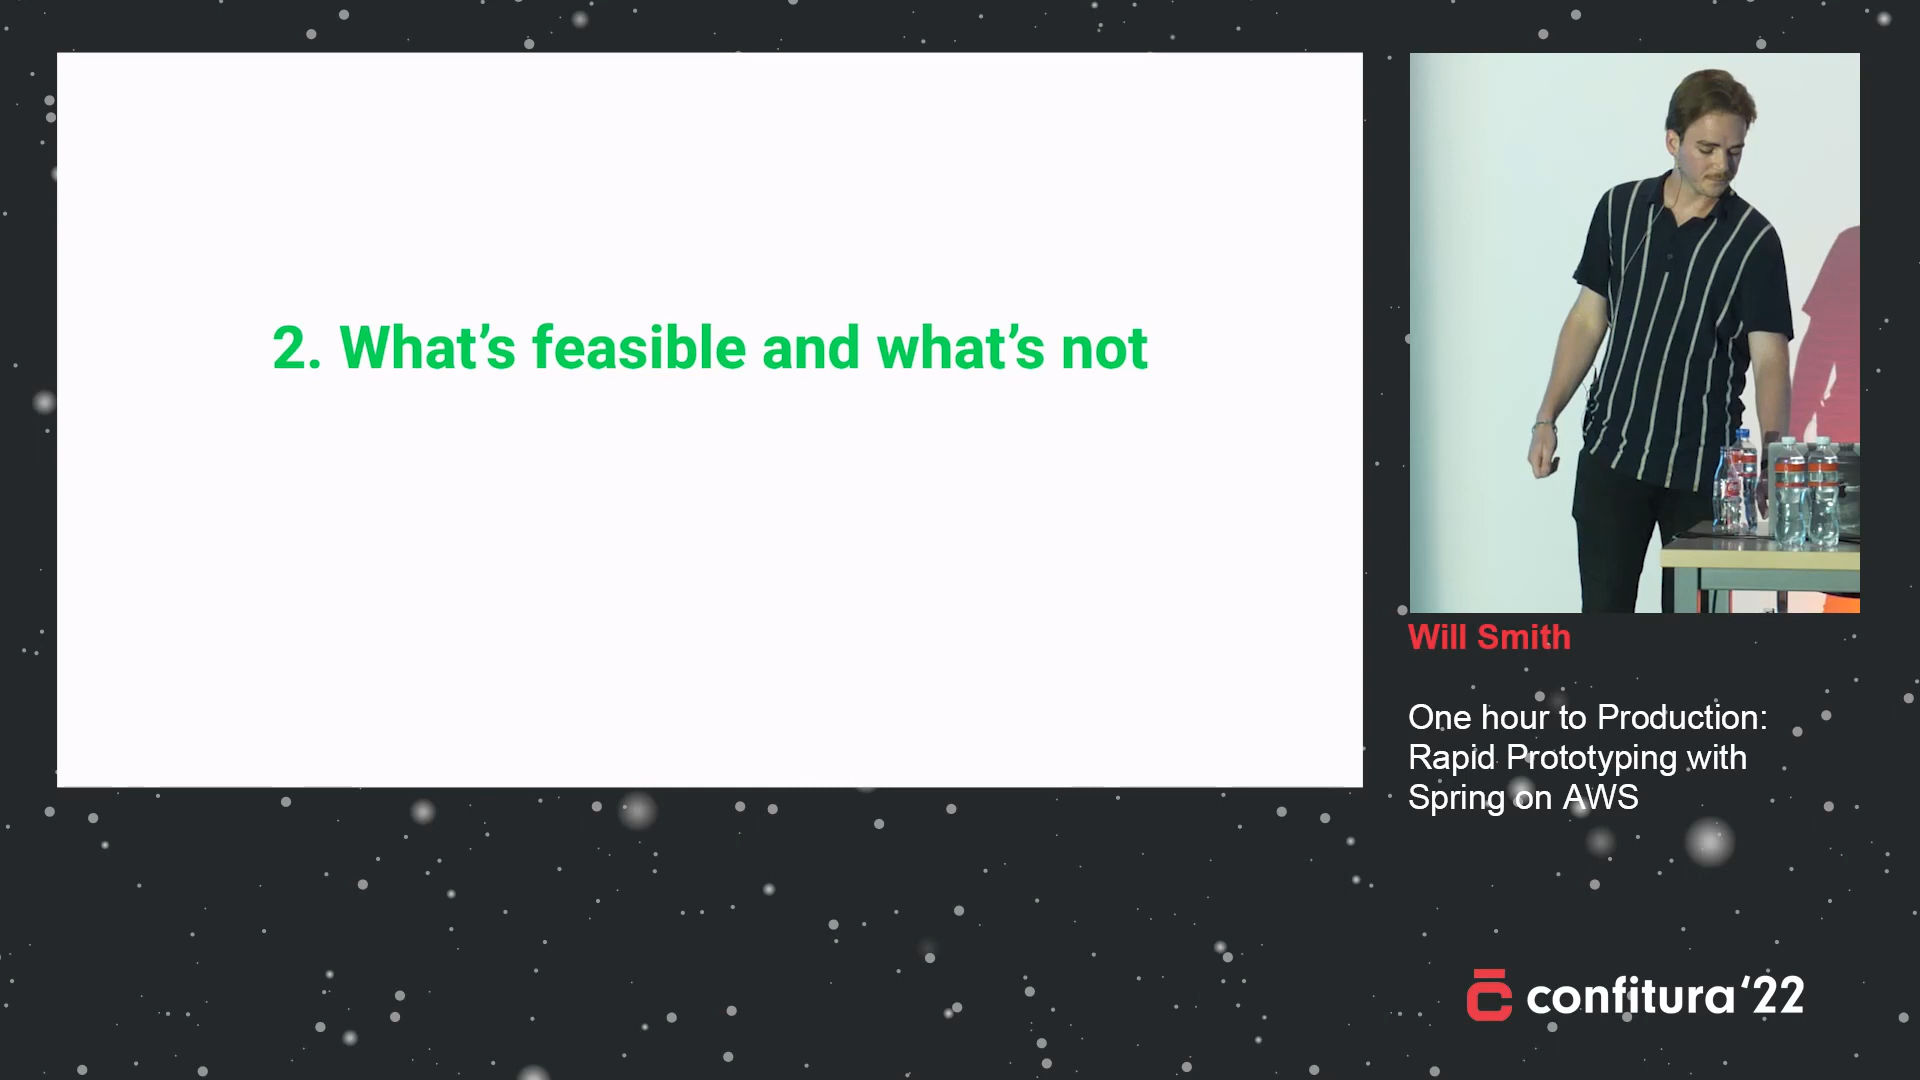 2. What’s feasible and what’s not
Will Smith
One hour to Production:
Rapid Prototyping with
Spring on AWS
confitura‘22